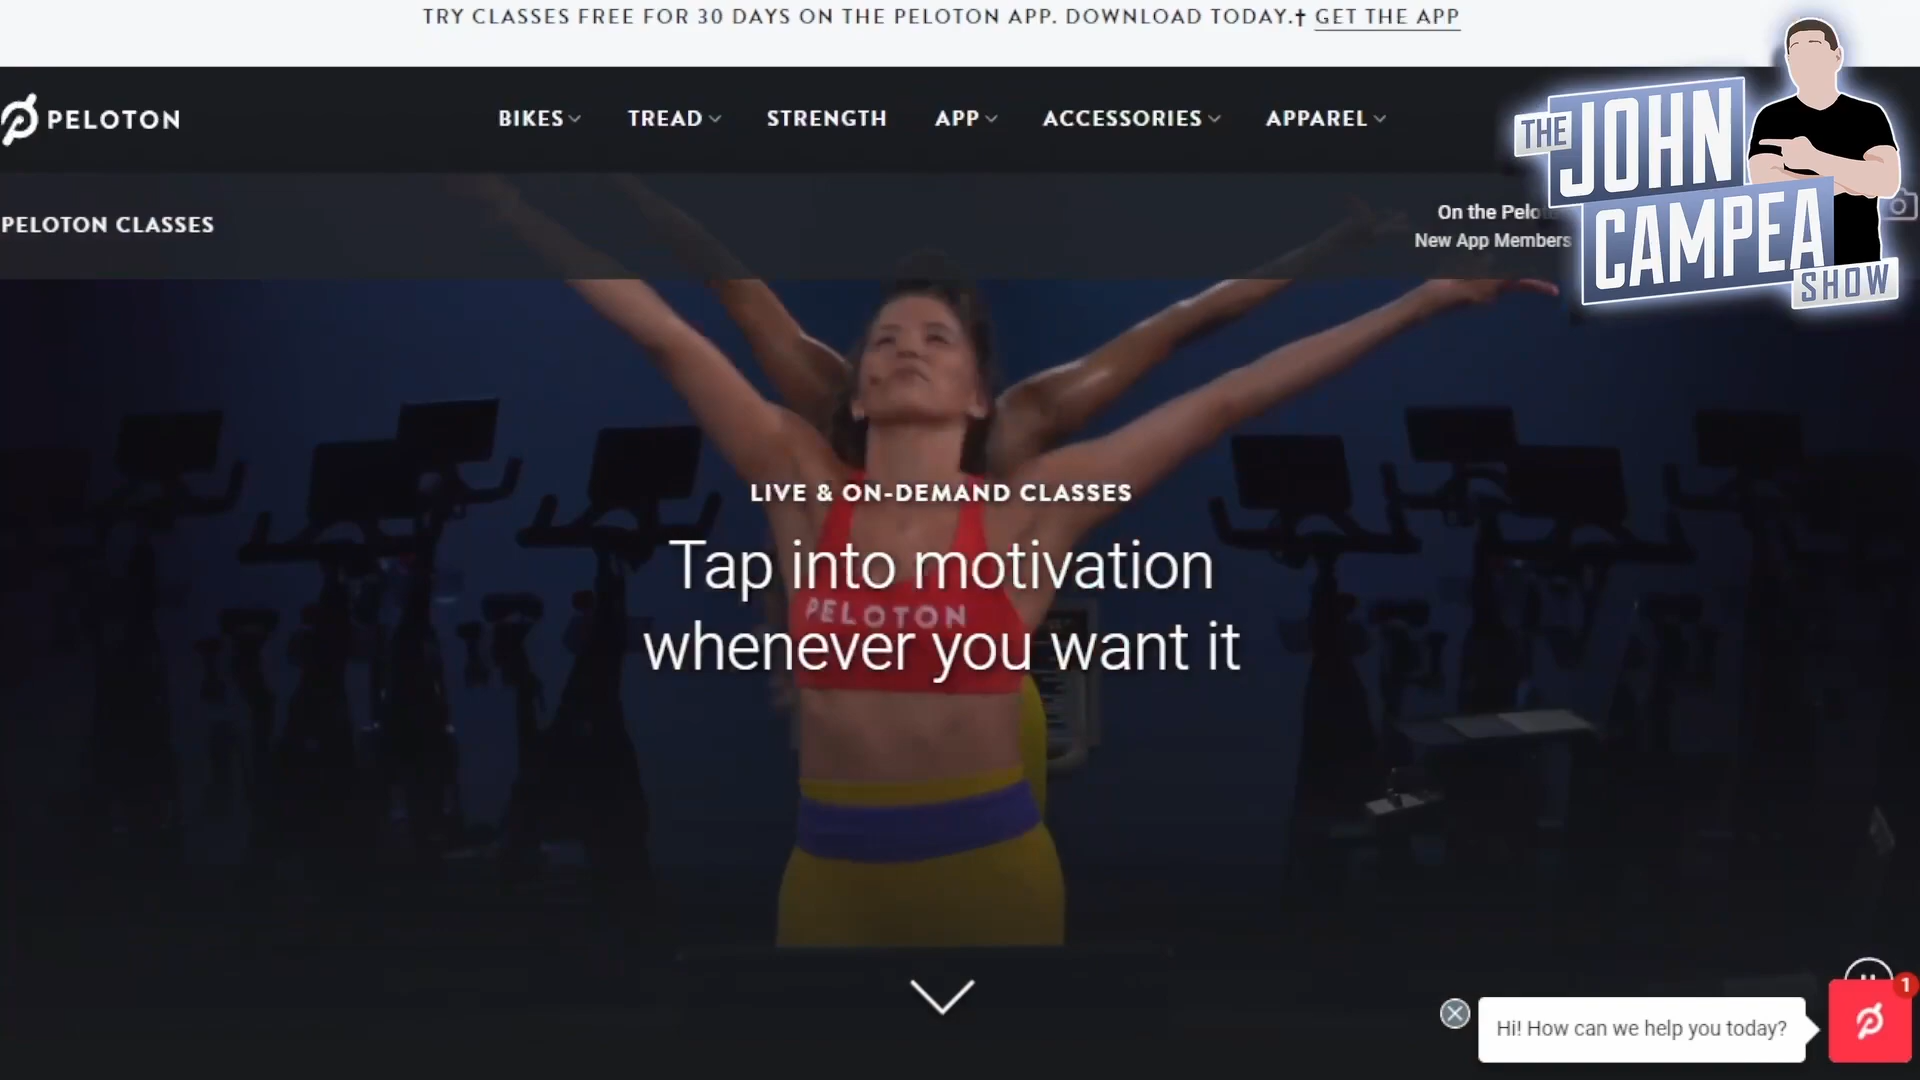 TRY CLASSES FREE FOR 30 DAYS ON THE PELOTON APP. DOWNLOAD TODAY.† GET THE APP
PELOTON
BIKES TREAD STRENGTH APP ACCESSORIES APPAREL
THE JOHN CAMPEA SHOW
PELOTON CLASSES
On the
New App Members
LIVE & ON-DEMAND CLASSES
Tap into motivation
whenever you want it
PELOTON
Hi! How can we help you today?
1